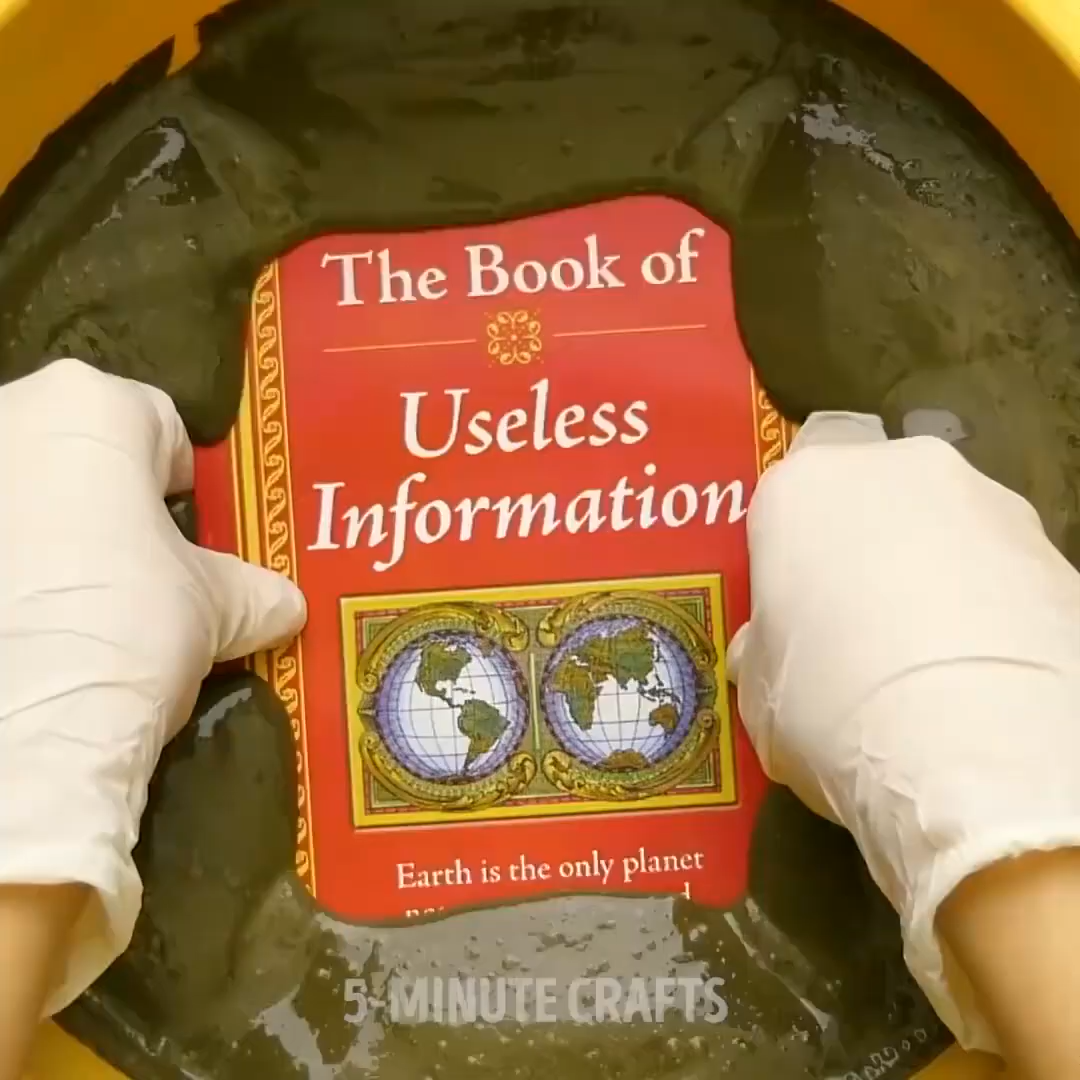 The Book of
Useless
Information
Earth is the only planet
5-MINUTE CRAFTS